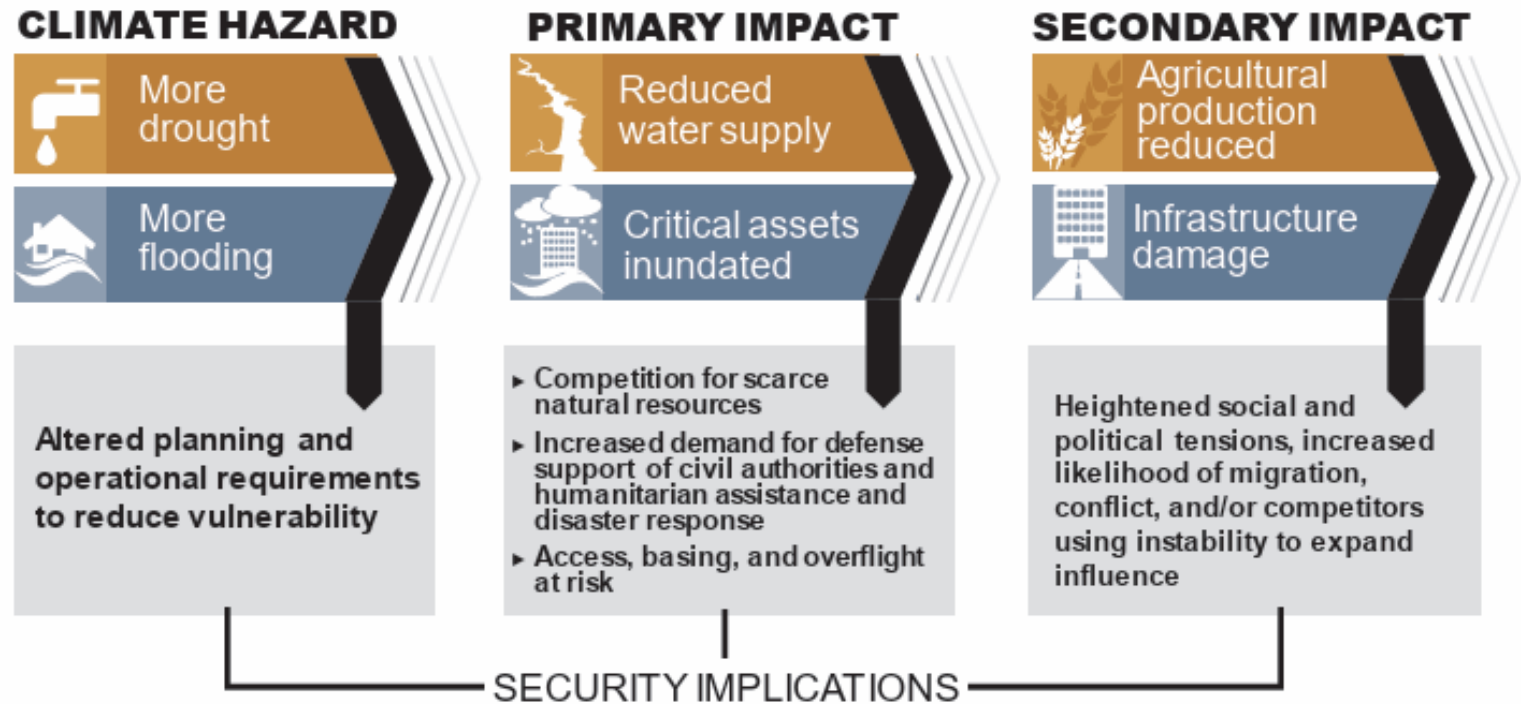 CLIMATE HAZARD
More
drought
More
flooding
Altered planning and
operational requirements
to reduce vulnerability
PRIMARY IMPACT
Reduced
water supply
Critical assets
inundated
▸ Competition for scarce
natural resources
▸ Increased demand for defense
support of civil authorities and
humanitarian assistance and
disaster response
▸ Access, basing, and overflight
at risk
SECONDARY IMPACT
Agricultural
production
reduced
Infrastructure
damage
Heightened social and
political tensions, increased
likelihood of migration,
conflict, and/or competitors
using instability to expand
influence
SECURITY IMPLICATIONS